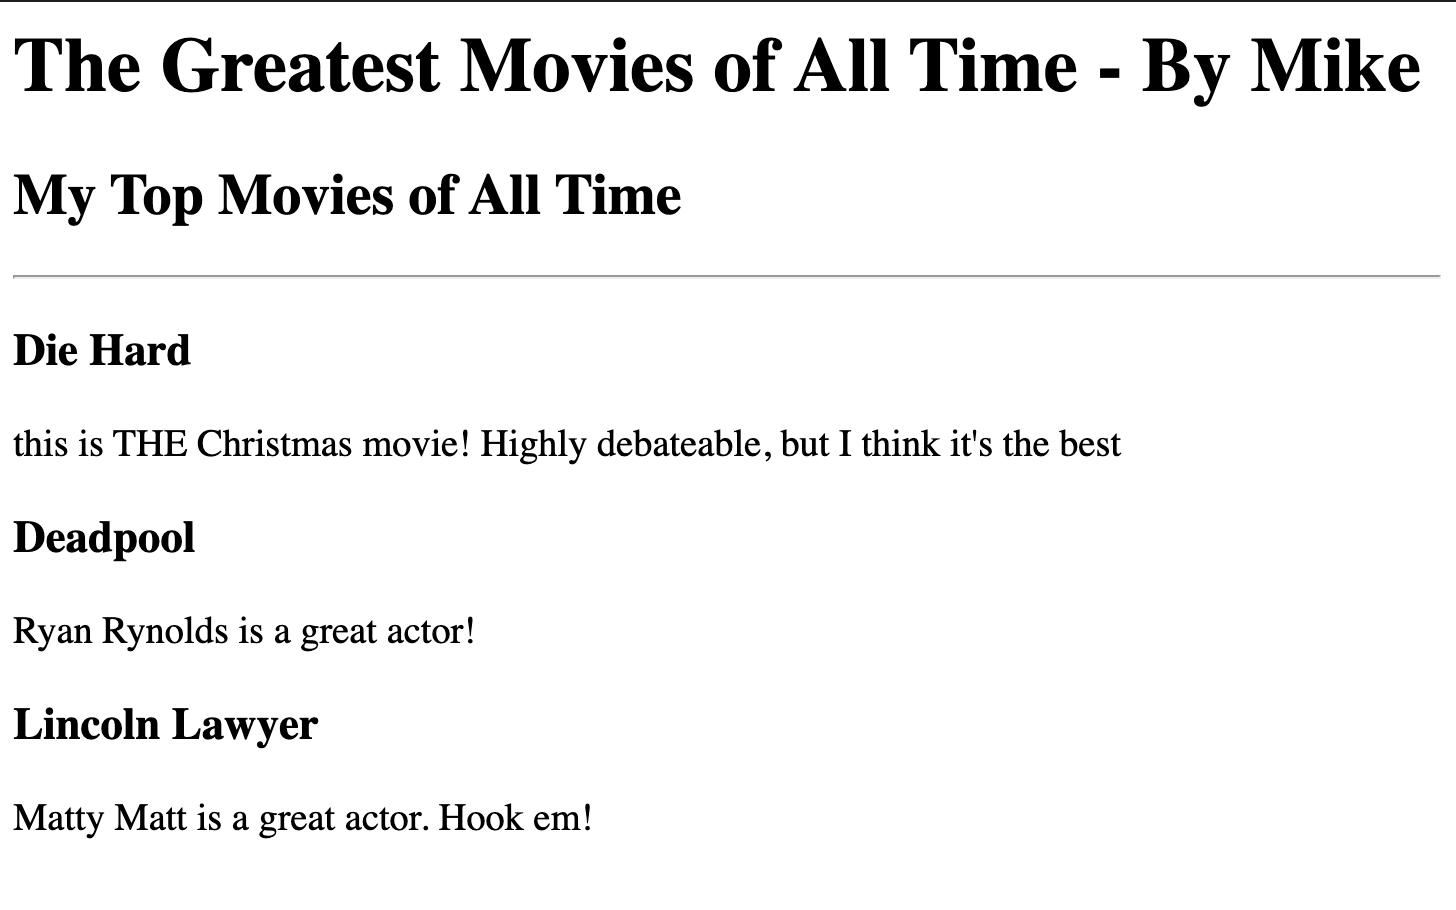 The Greatest Movies of All Time - By Mike
My Top Movies of All Time
Die Hard
this is THE Christmas movie! Highly debateable, but I think it's the best
Deadpool
Ryan Rynolds is a great actor!
Lincoln Lawyer
Matty Matt is a great actor. Hook em!